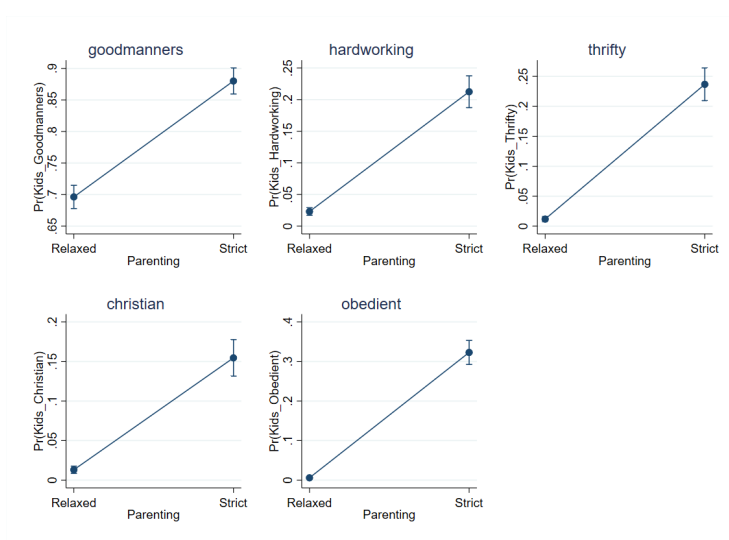 goodmanners
Pr(Kids_Goodmanners)
.9
.85
.8
.75
.7
.65
Relaxed
Strict
Parenting
hardworking
Pr(Kids_Hardworking)
.25
.2
.15
.1
.05
0
Relaxed
Strict
Parenting
thrifty
Pr(Kids_Thrifty)
.25
.2
.15
.1
.05
0
Relaxed
Strict
Parenting
christian
Pr(Kids_Christian)
.2
.15
.1
.05
0
Relaxed
Strict
Parenting
obedient
Pr(Kids_Obedient)
.4
.3
.2
.1
0
Relaxed
Strict
Parenting